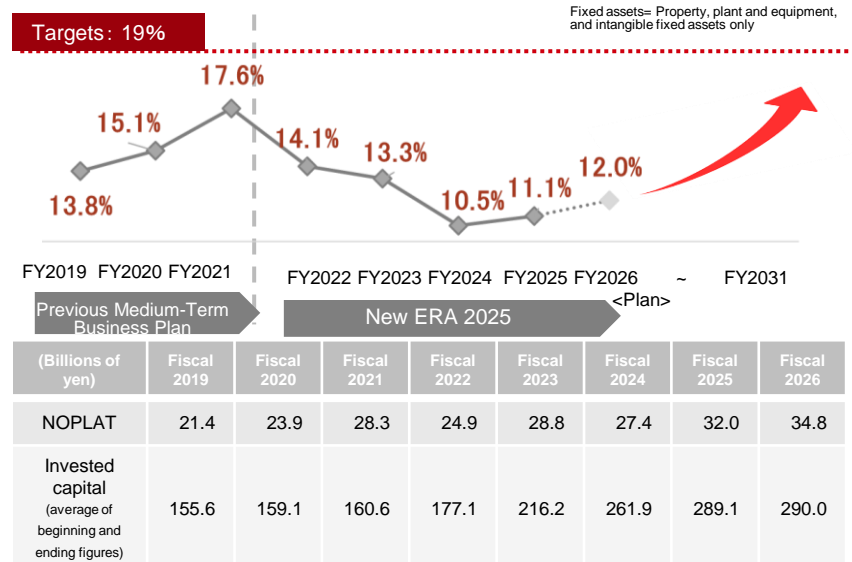 Fixed assets= Property, plant and equipment,
and intangible fixed assets only
Targets: 19%
17.6%
15.1%
14.1%
13.3%
12.0%
13.8%
10.5%
11.1%
FY2019 FY2020 FY2021
FY2022 FY2023 FY2024 FY2025 FY2026 ~ FY2031
<Plan>
Previous Medium-Term
Business Plan
New ERA 2025
(Billions of
yen)
Fiscal
2019
Fiscal
2020
Fiscal
2021
Fiscal
2022
Fiscal
2023
Fiscal
2024
Fiscal
2025
Fiscal
2026
NOPLAT 21.4 23.9 28.3 24.9 28.8 27.4 32.0 34.8
Invested
capital
(average of
beginning and
ending figures)
155.6 159.1 160.6 177.1 216.2 261.9 289.1 290.0